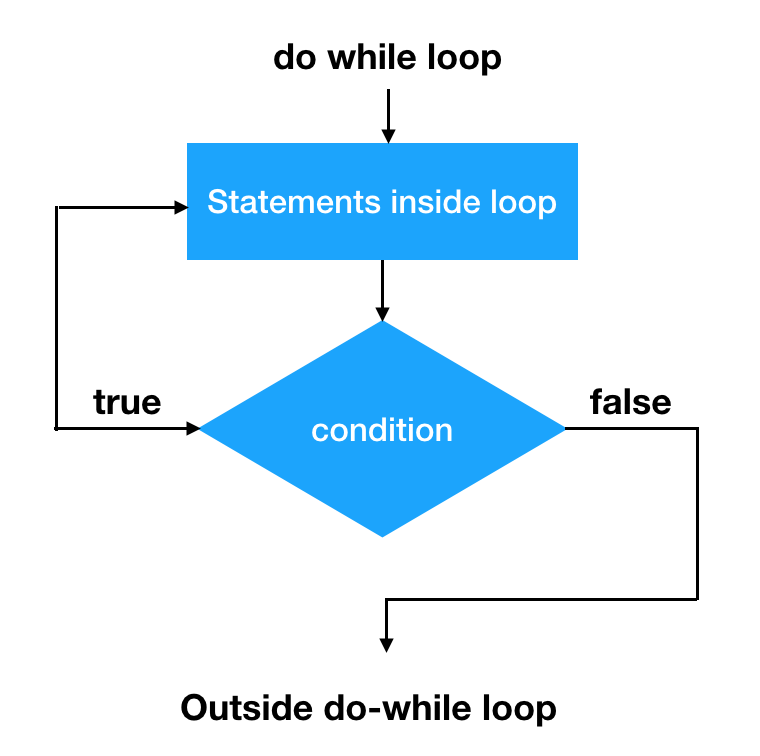 do while loop
Statements inside loop
true
false
condition
Outside do-while loop